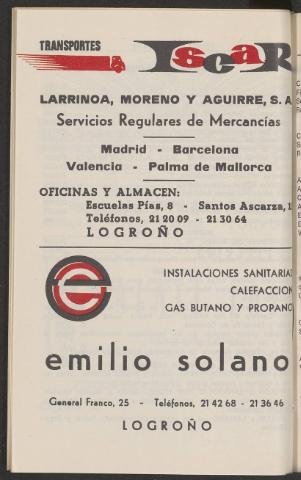 TRANSPORTES
ISCAR
LARRINOA, MORENO Y AGUIRRE, S. A
Servicios Regulares de Mercancías
Madrid - Barcelona
Valencia - Palma de Mallorca
OFICINAS Y ALMACEN:
Escuelas Pías, 8 - Santos Ascarza, 1
Teléfonos, 21 20 09 - 21 30 64
LOGROÑO
INSTALACIONES SANITARIA
CALEFACCION
GAS BUTANO Y PROPANO
emilio solano
General Franco, 25 - Teléfonos, 21 42 68 - 21 36 46
LOGROÑO